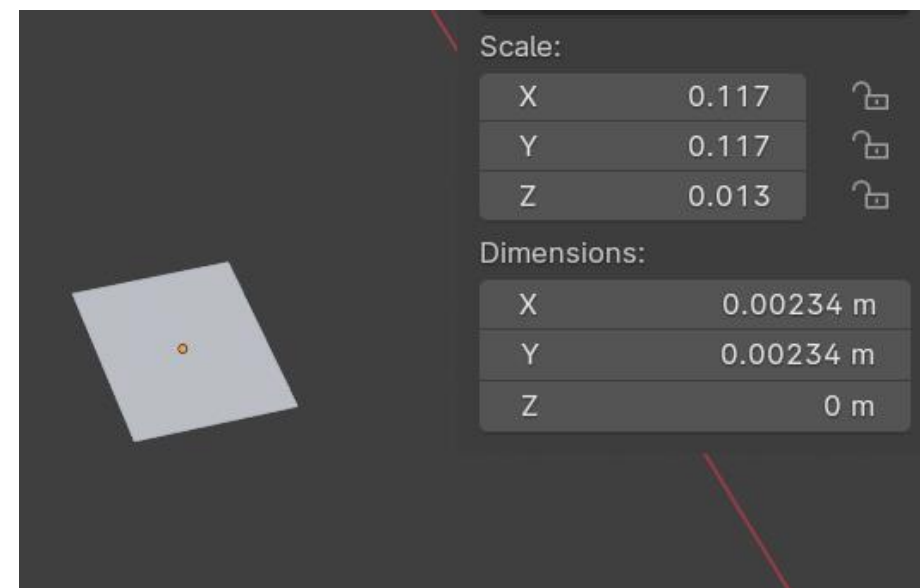 Scale:
X 0.117
Y 0.117
Z 0.013
Dimensions:
X 0.00234 m
Y 0.00234 m
Z 0 m